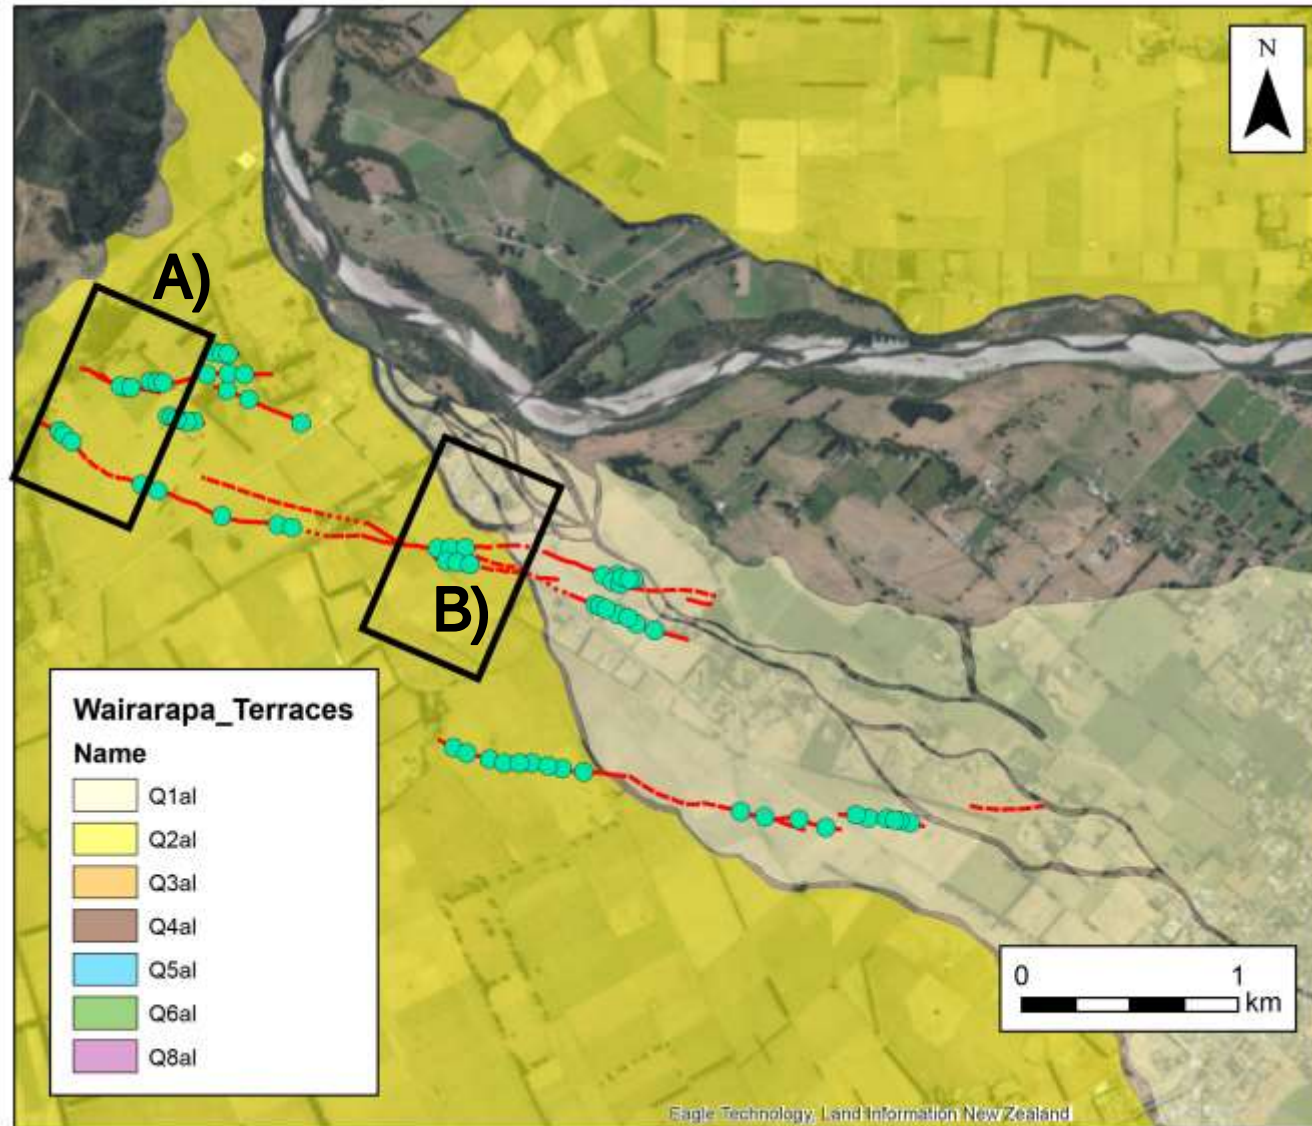 N
A)
B)
Wairarapa_Terraces
Name
Q1al
Q2al
Q3al
Q4al
Q5al
Q6al
Q8al
0 1
km
Eagle Technology, Land Information New Zealand